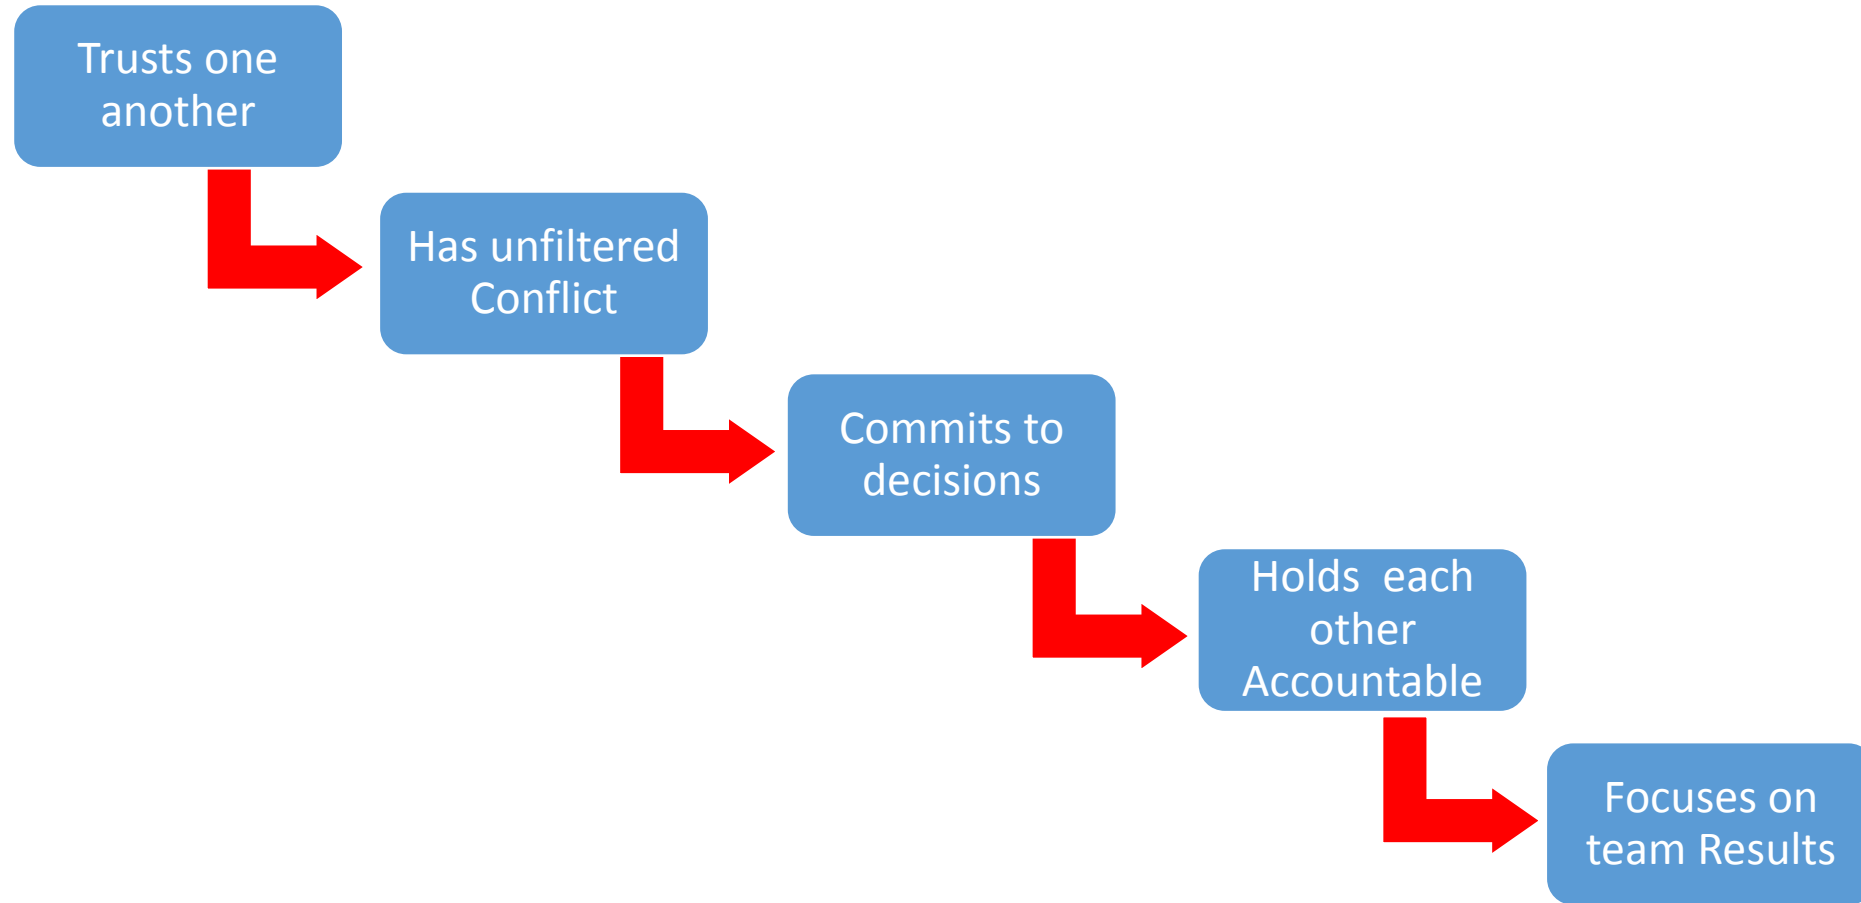 Trusts one
another
Has unfiltered
Conflict
Commits to
decisions
Holds  each
other
Accountable
Focuses on
team Results